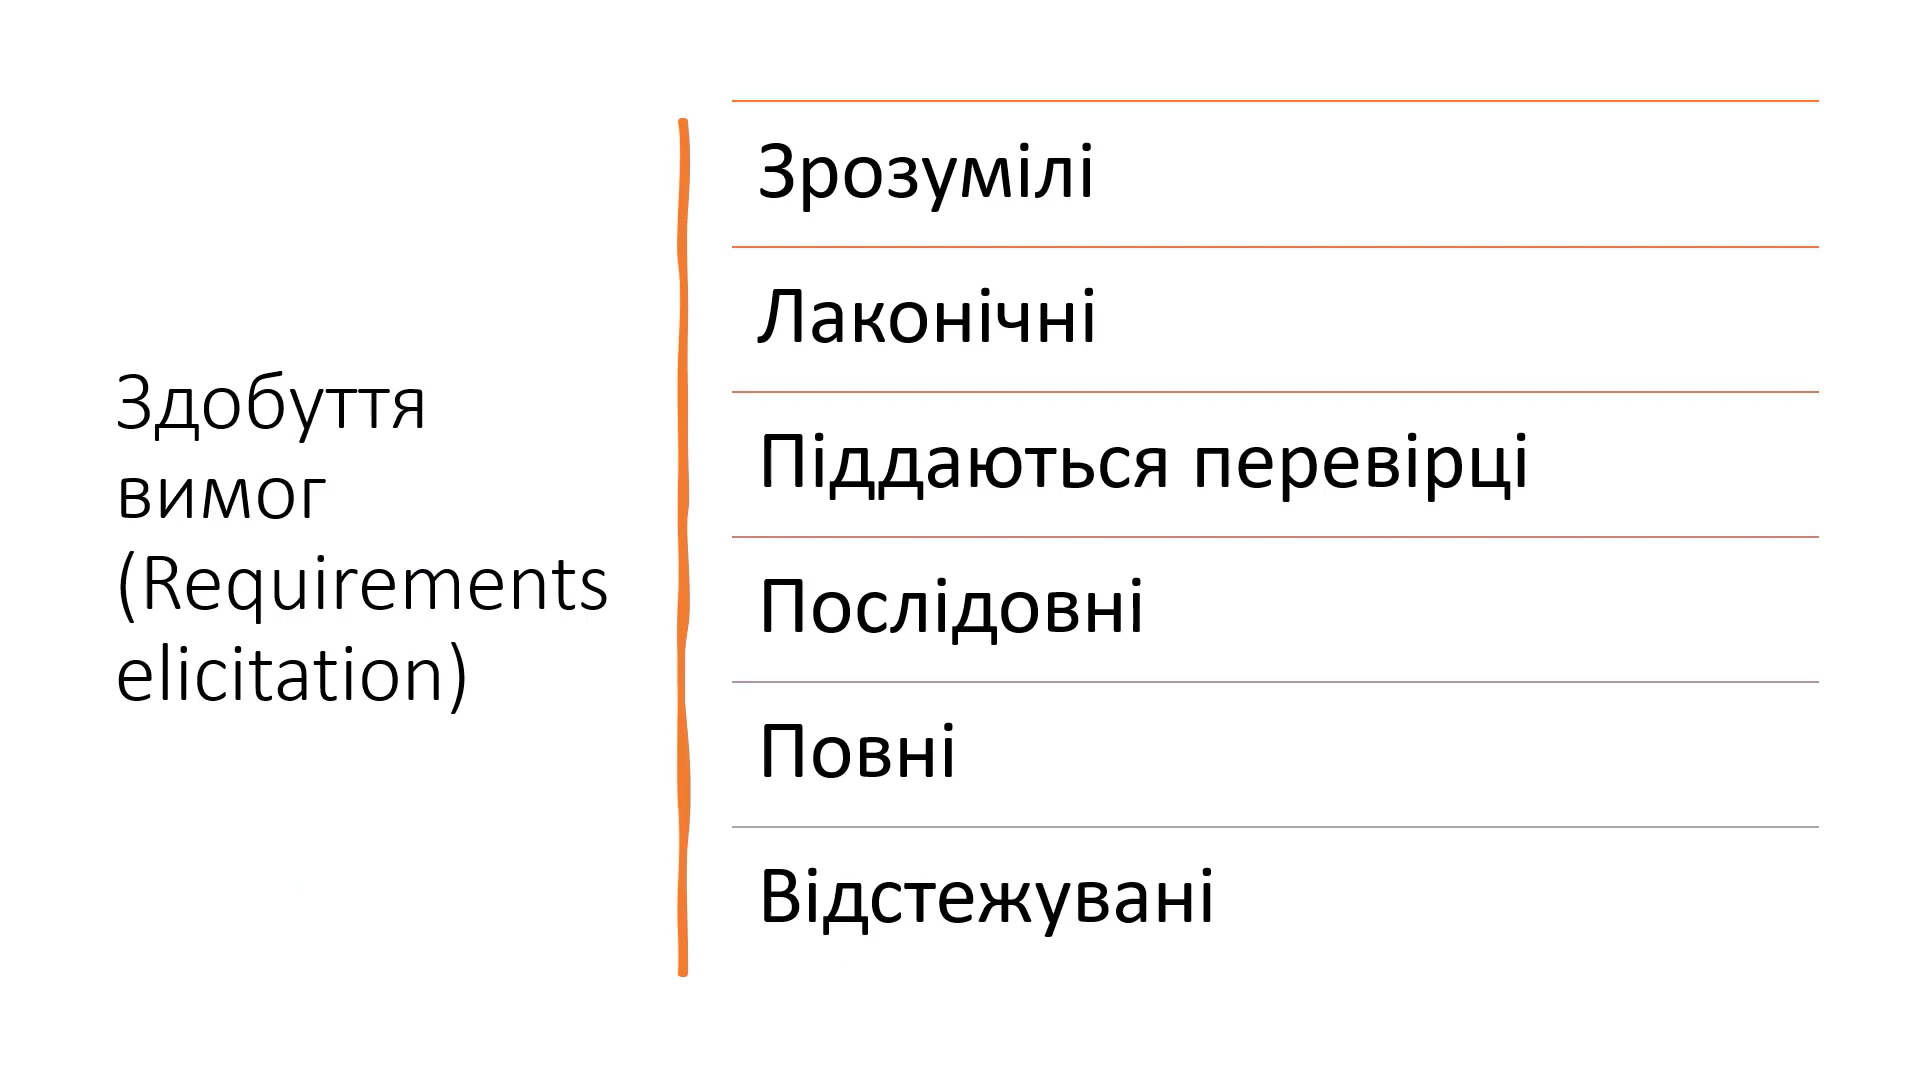 Здобуття
вимог
(Requirements
elicitation)
Зрозумілі
Лаконічні
Піддаються перевірці
Послідовні
Повні
Відстежувані